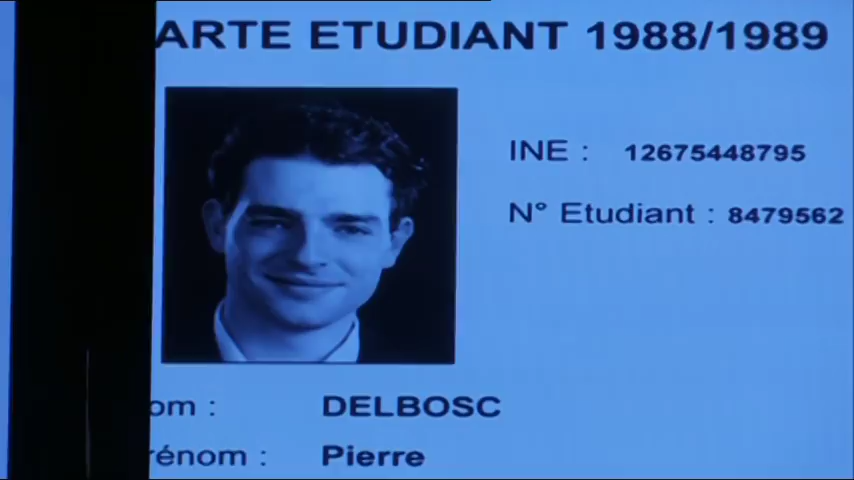 ARTE ETUDIANT 1988/1989
INE : 12675448795
N° Etudiant : 8479562
om : DELBOSC
rénom : Pierre